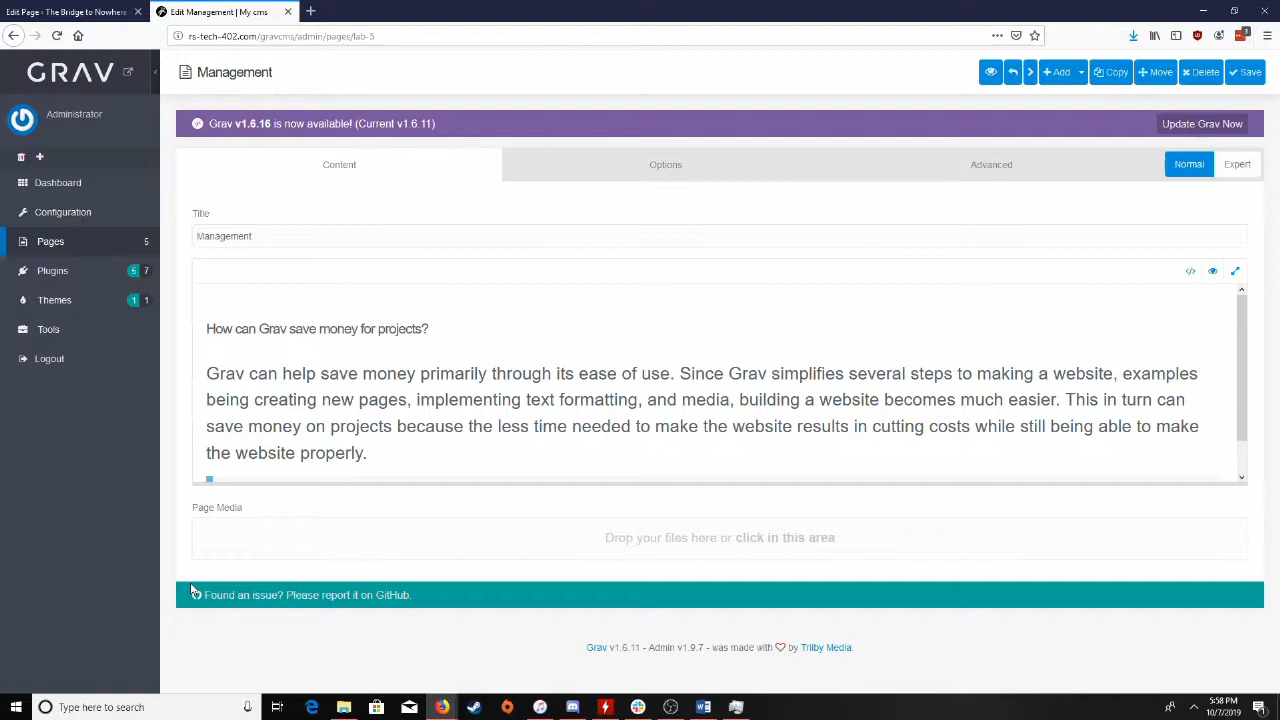 Edit Page - The Bridge to Nowhere
Edit Management | My cms
rs-tech-402.com/gravcms/admin/pages/lab-5
3
GRAV
Management
Add
Copy
Move
Delete
Save
Administrator
Grav v1.6.16 is now available! (Current v1.6.11)
Update Grav Now
Content
Options
Advanced
Normal
Expert
Dashboard
Configuration
Pages 5
Plugins 5 7
Themes 1 1
Tools
Logout
Title
Management
How can Grav save money for projects?
Grav can help save money primarily through its ease of use. Since Grav simplifies several steps to making a website, examples
being creating new pages, implementing text formatting, and media, building a website becomes much easier. This in turn can
save money on projects because the less time needed to make the website results in cutting costs while still being able to make
the website properly.
Page Media
Drop your files here or click in this area
Found an issue? Please report it on GitHub.
Grav v1.6.11 - Admin v1.9.7 - was made with by Trilby Media.
Type here to search
5:58 PM
10/7/2019